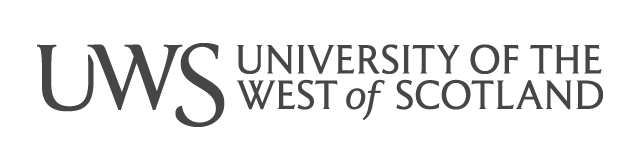 UWS
UNIVERSITY OF THE
WEST of SCOTLAND